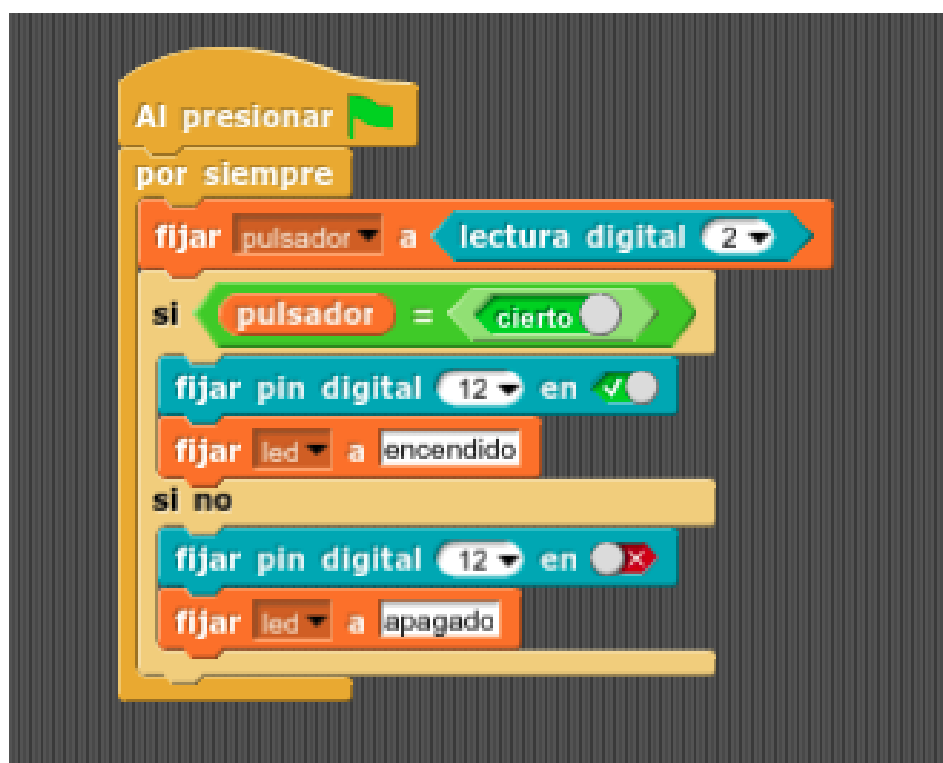 Al presionar
por siempre
fijar pulsador a lectura digital 2
si pulsador = cierto
fijar pin digital 12 en
fijar led a encendido
si no
fijar pin digital 12 en
fijar led a apagado